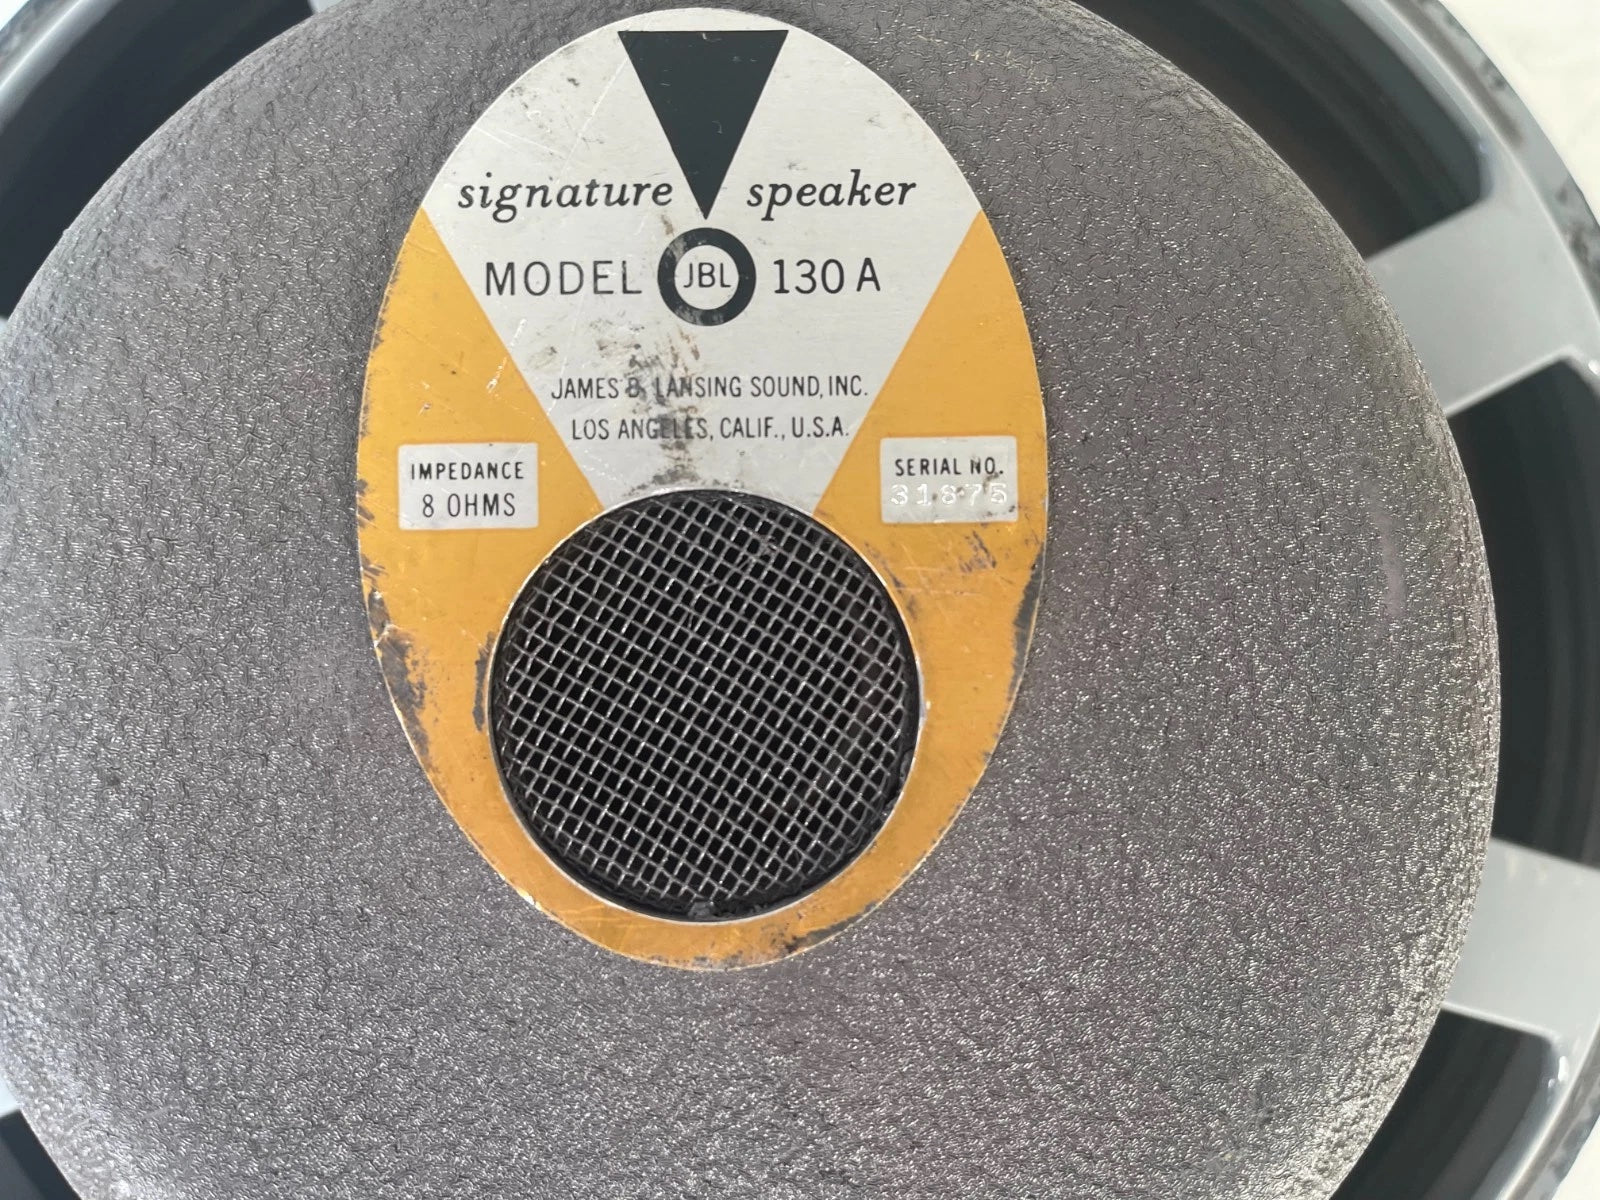 signature speaker
MODEL JBL 130 A
JAMES B. LANSING SOUND, INC.
LOS ANGELES, CALIF., U.S.A.
IMPEDANCE
8 OHMS
SERIAL NO.
31875